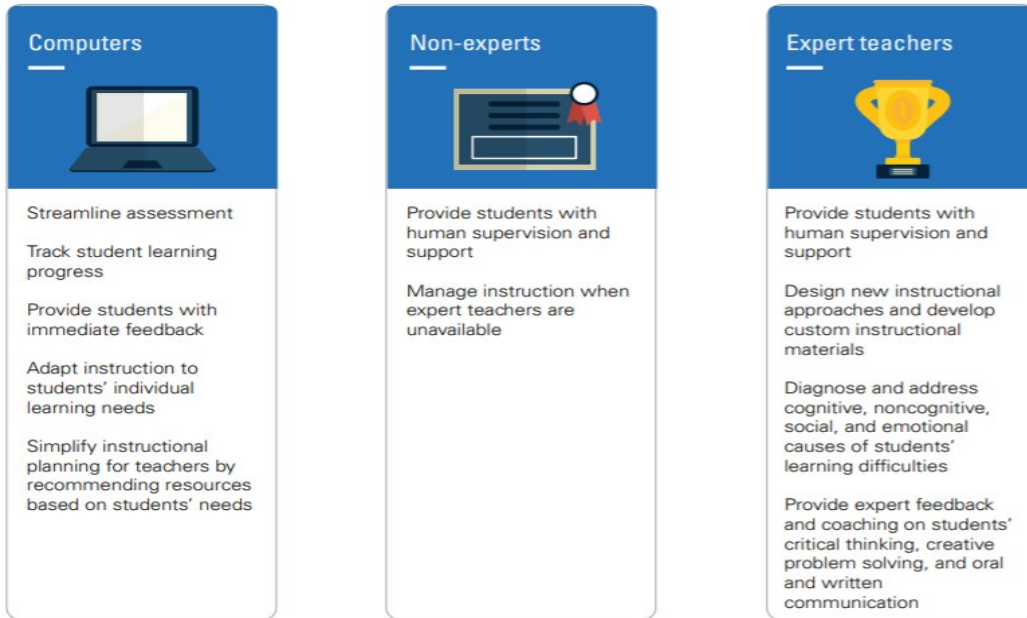 Computers
Streamline assessment
Track student learning
progress
Provide students with
immediate feedback
Adapt instruction to
students' individual
learning needs
Simplify instructional
planning for teachers by
recommending resources
based on students' needs
Non-experts
Provide students with
human supervision and
support
Manage instruction when
expert teachers are
unavailable
Expert teachers
1
Provide students with
human supervision and
support
Design new instructional
approaches and develop
custom instructional
materials
Diagnose and address
cognitive, noncognitive,
social, and emotional
causes of students'
learning difficulties
Provide expert feedback
and coaching on students'
critical thinking, creative
problem solving, and oral
and written
communication